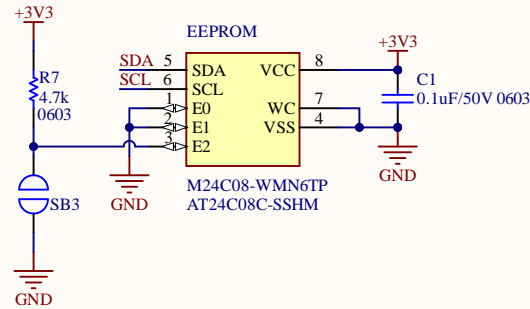 +3V3
R7
4.7k
0603
SB3
GND
EEPROM
SDA 5 SDA
SCL 6 SCL
1 E0
2 E1
3 E2
VCC 8
WC 7
VSS 4
GND
M24C08-WMN6TP
AT24C08C-SSHM
+3V3
C1
0.1uF/50V 0603
GND